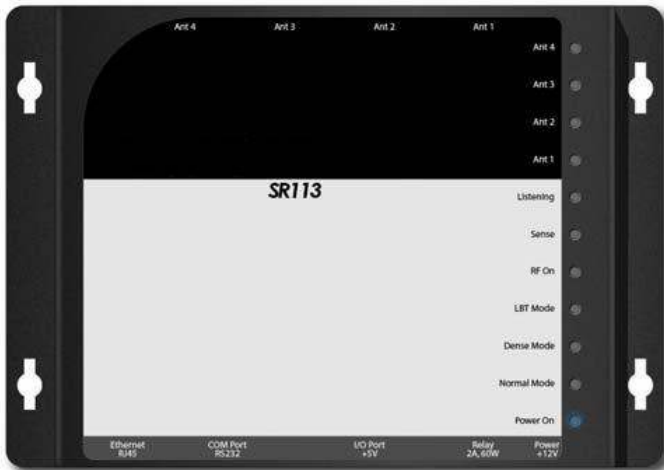 Ant 4 Ant 3 Ant 2 Ant 1
Ant 4
Ant 3
Ant 2
Ant 1
SR113
Listening
Sense
RF On
LBT Mode
Dense Mode
Normal Mode
Power On
Ethernet COM Port I/O Port Relay Power
RJ45 RS232 +5V 2A, 60W +12V